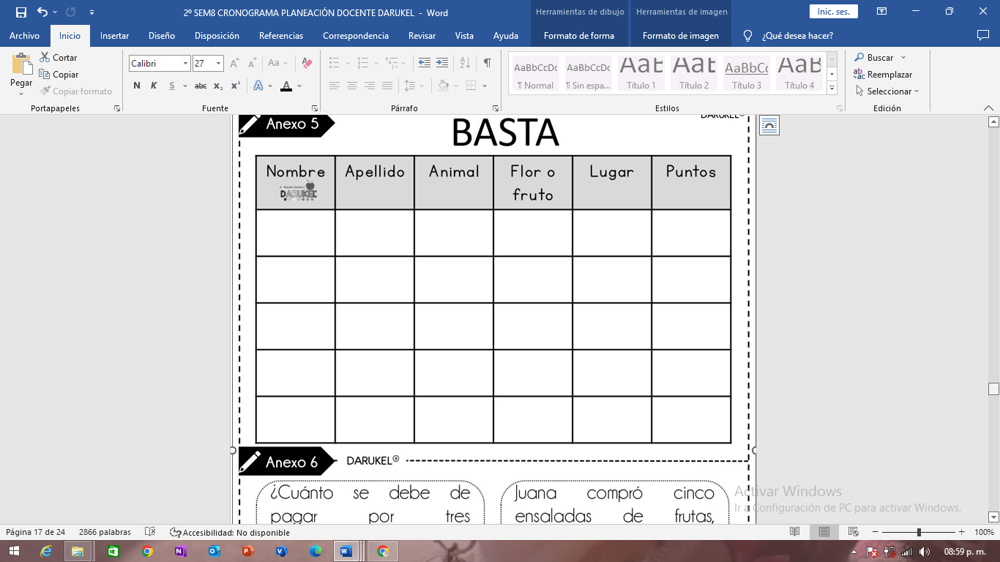 2º SEM8 CRONOGRAMA PLANEACIÓN DOCENTE DARUKEL - Word
Herramientas de dibujo
Herramientas de imagen
Inic. ses.
Archivo Inicio Insertar Diseño Disposición Referencias Correspondencia Revisar Vista Ayuda Formato de forma Formato de imagen ¿Qué desea hacer?
Pegar
Cortar
Copiar
Copiar formato
Portapapeles
Calibri 27
N K S abc x₂ x²
Fuente
Párrafo
AaBbCcDc AaBbCcDc AaB AaB AaBbCc AaB
¶ Normal ¶ Sin espa... Título 1 Título 2 Título 3 Título 4
Estilos
Buscar
Reemplazar
Seleccionar
Edición
Anexo 5
BASTA
DARUKEL®
Nombre Apellido Animal Flor o Lugar Puntos
fruto
DARUKEL
Anexo 6 DARUKEL®
¿Cuánto se debe de
pagar por tres
Juana compró cinco
ensaladas de frutas,
Activar Windows
Ir a Configuración de PC para activar Windows.
Página 17 de 24 2866 palabras Accesibilidad: No disponible 100%
08:59 p. m.